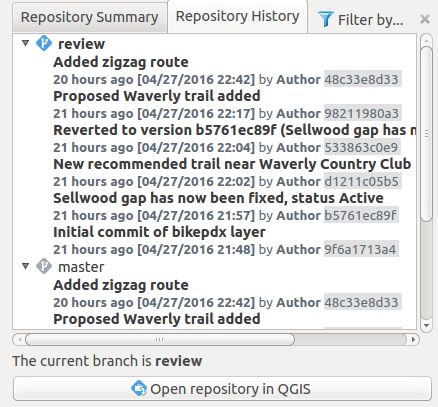 Repository Summary
Repository History
Filter by...
review
Added zigzag route
20 hours ago [04/27/2016 22:42] by Author 48c33e8d33
Proposed Waverly trail added
21 hours ago [04/27/2016 22:17] by Author 98211980a3
Reverted to version b5761ec89f (Sellwood gap has n
21 hours ago [04/27/2016 22:04] by Author 533863c0e9
New recommended trail near Waverly Country Club
21 hours ago [04/27/2016 22:02] by Author d1211c05b5
Sellwood gap has now been fixed, status Active
21 hours ago [04/27/2016 21:57] by Author b5761ec89f
Initial commit of bikepdx layer
21 hours ago [04/27/2016 21:48] by Author 9f6a1713a4
master
Added zigzag route
20 hours ago [04/27/2016 22:42] by Author 48c33e8d33
Proposed Waverly trail added
The current branch is review
Open repository in QGIS